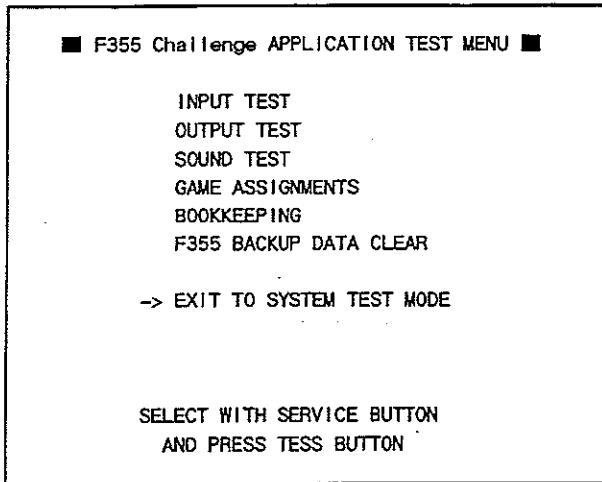 ■ F355 Challenge APPLICATION TEST MENU ■
INPUT TEST
OUTPUT TEST
SOUND TEST
GAME ASSIGNMENTS
BOOKKEEPING
F355 BACKUP DATA CLEAR
-> EXIT TO SYSTEM TEST MODE
SELECT WITH SERVICE BUTTON
AND PRESS TESS BUTTON